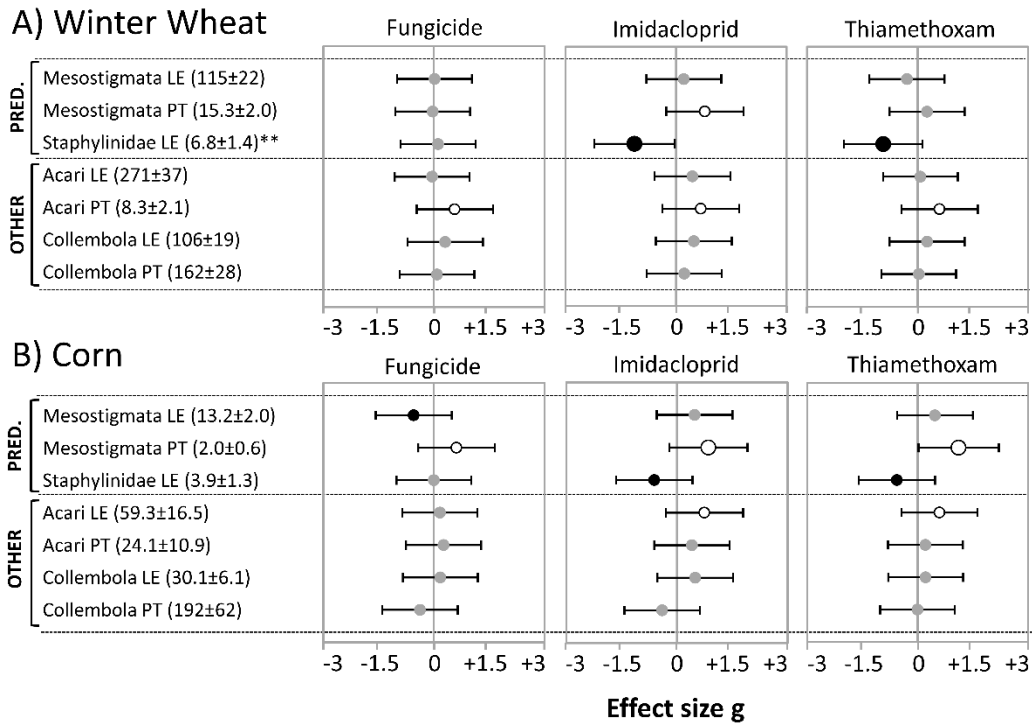 A) Winter Wheat
Fungicide Imidacloprid Thiamethoxam
PRED.
Mesostigmata LE (115±22)
Mesostigmata PT (15.3±2.0)
Staphylinidae LE (6.8±1.4)**
OTHER
Acari LE (271±37)
Acari PT (8.3±2.1)
Collembola LE (106±19)
Collembola PT (162±28)
-3 -1.5 0 +1.5 +3 -3 -1.5 0 +1.5 +3 -3 -1.5 0 +1.5 +3
B) Corn
Fungicide Imidacloprid Thiamethoxam
PRED.
Mesostigmata LE (13.2±2.0)
Mesostigmata PT (2.0±0.6)
Staphylinidae LE (3.9±1.3)
OTHER
Acari LE (59.3±16.5)
Acari PT (24.1±10.9)
Collembola LE (30.1±6.1)
Collembola PT (192±62)
-3 -1.5 0 +1.5 +3 -3 -1.5 0 +1.5 +3 -3 -1.5 0 +1.5 +3
Effect size g